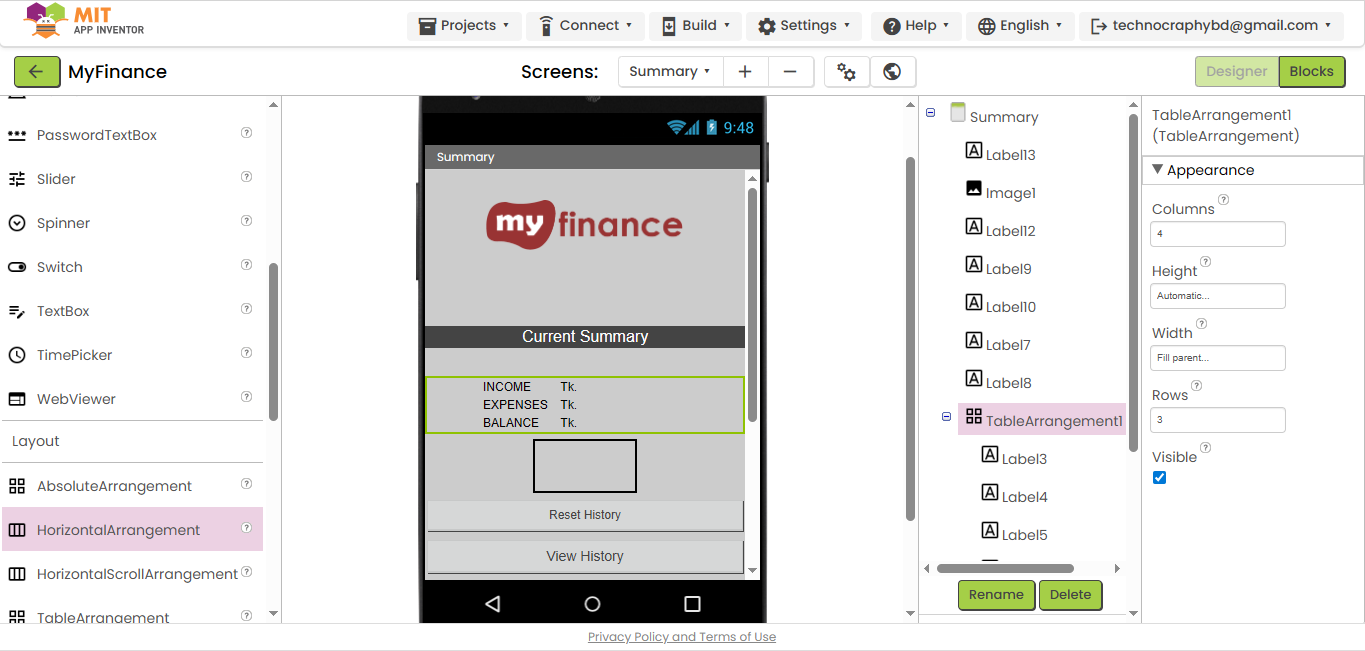 MIT
APP INVENTOR
Projects
Connect
Build
Settings
Help
English
technocraphybd@gmail.com
MyFinance
Screens:
Summary
Designer
Blocks
PasswordTextBox
Slider
Spinner
Switch
TextBox
TimePicker
WebViewer
Layout
AbsoluteArrangement
HorizontalArrangement
HorizontalScrollArrangement
TableArrangement
9:48
Summary
my finance
Current Summary
INCOME Tk.
EXPENSES Tk.
BALANCE Tk.
Reset History
View History
Summary
Label13
Image1
Label12
Label9
Label10
Label7
Label8
TableArrangement1
Label3
Label4
Label5
Rename
Delete
TableArrangement1
(TableArrangement)
Appearance
Columns
4
Height
Automatic...
Width
Fill parent...
Rows
3
Visible
Privacy Policy and Terms of Use